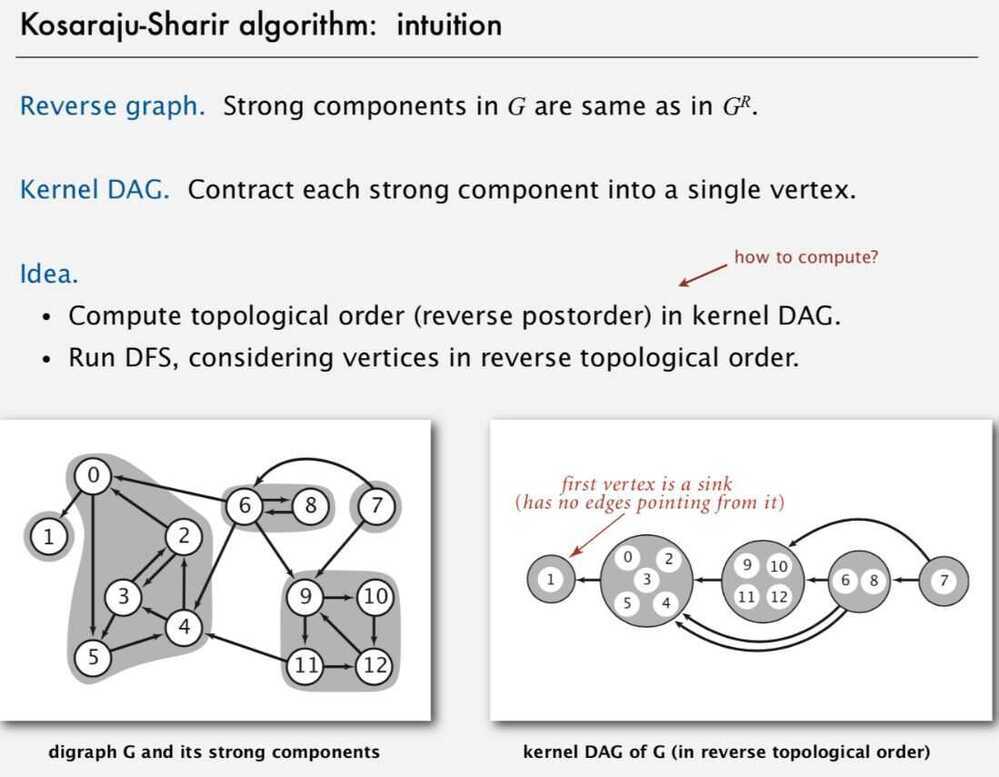 Kosaraju-Sharir algorithm: intuition
Reverse graph. Strong components in G are same as in Gᴿ.
Kernel DAG. Contract each strong component into a single vertex.
how to compute?
Idea.
• Compute topological order (reverse postorder) in kernel DAG.
• Run DFS, considering vertices in reverse topological order.
0
6
8
7
1
2
3
4
5
9
10
11
12
digraph G and its strong components
first vertex is a sink
(has no edges pointing from it)
1
0 2
3
5 4
9 10
11 12
6 8
7
kernel DAG of G (in reverse topological order)